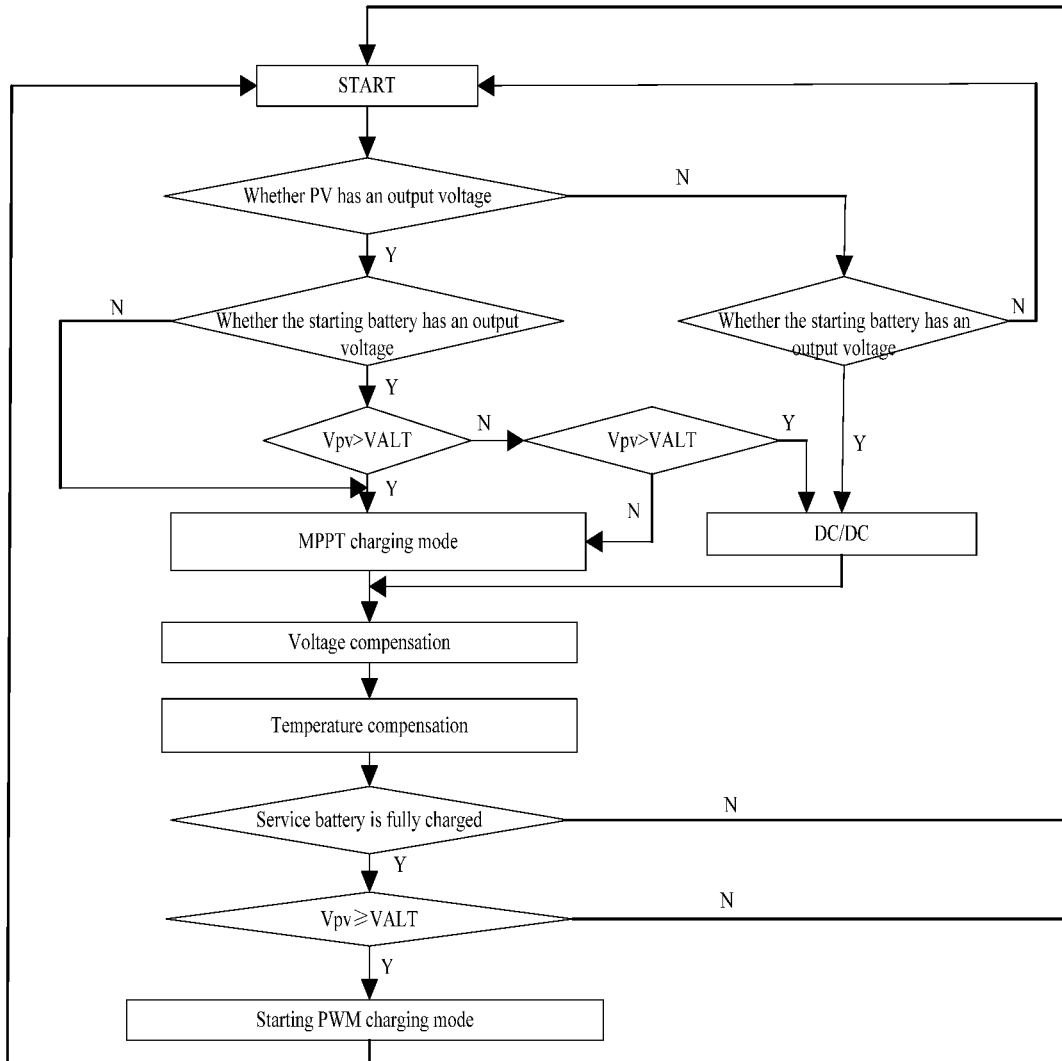 START
Whether PV has an output voltage
N
Y
N
Whether the starting battery has an output
voltage
Whether the starting battery has an
output voltage
N
Y
Vpv>VALT
N
Vpv>VALT
Y
Y
Y
N
MPPT charging mode
DC/DC
Voltage compensation
Temperature compensation
Service battery is fully charged
N
Y
Vpv≥VALT
N
Y
Starting PWM charging mode